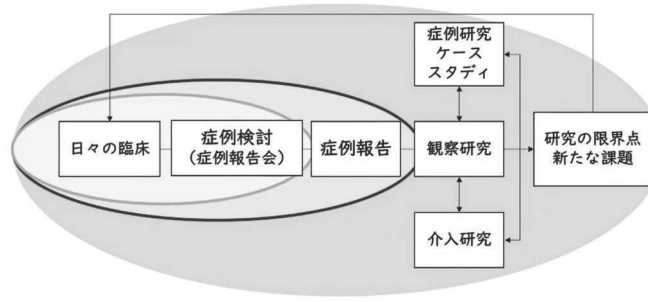 症例研究
ケース
スタディ
日々の臨床
症例検討
(症例報告会)
症例報告
観察研究
研究の限界点
新たな課題
介入研究